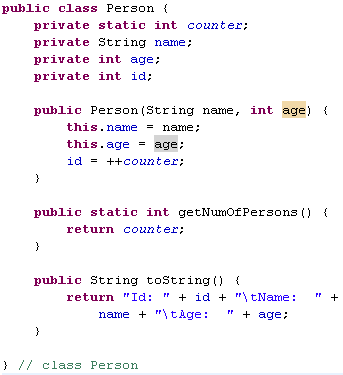 public class Person {
    private static int counter;
    private String name;
    private int age;
    private int id;

    public Person(String name, int age) {
        this.name = name;
        this.age = age;
        id = ++counter;
    }

    public static int getNumOfPersons() {
        return counter;
    }

    public String toString() {
        return "Id: " + id + "\tName:  " +
            name + "\tAge:  " + age;
    }

} // class Person